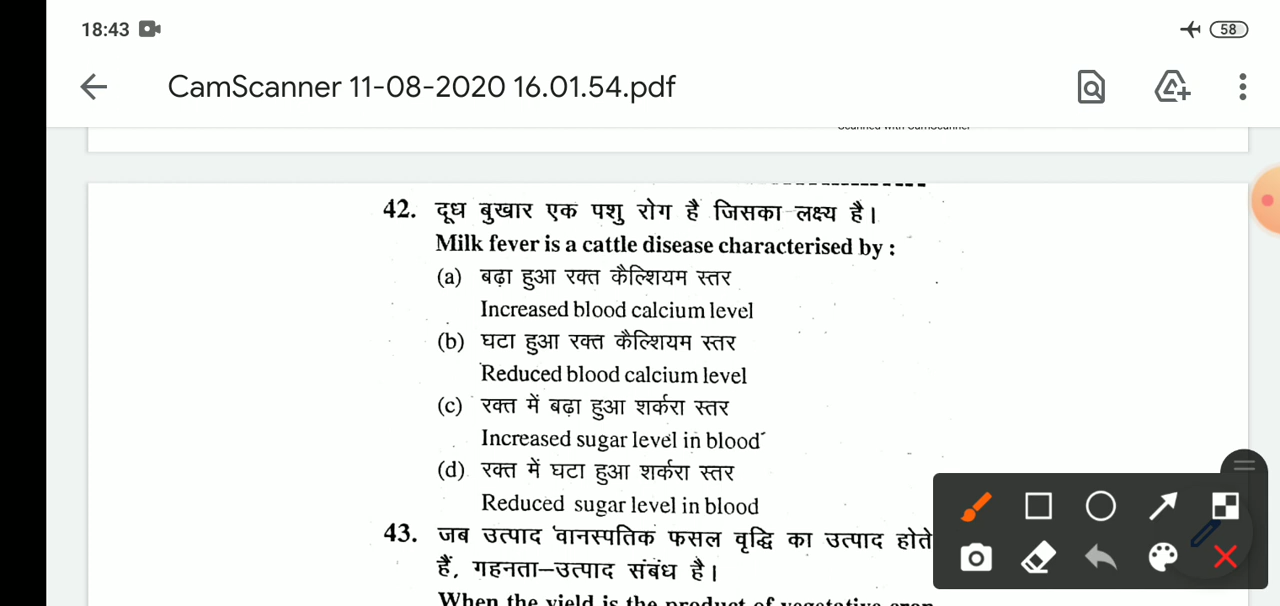 18:43
58
CamScanner 11-08-2020 16.01.54.pdf
Scanned with CamScanner
42. दूध बुखार एक पशु रोग है जिसका लक्ष्य है।
Milk fever is a cattle disease characterised by :
(a) बढ़ा हुआ रक्त कैल्शियम स्तर
Increased blood calcium level
(b) घटा हुआ रक्त कैल्शियम स्तर
Reduced blood calcium level
(c) रक्त में बढ़ा हुआ शर्करा स्तर
Increased sugar level in blood
(d) रक्त में घटा हुआ शर्करा स्तर
Reduced sugar level in blood
43. जब उत्पाद वानस्पतिक फसल वृद्धि का उत्पाद होते
हैं, गहनता–उत्पाद संबंध है।
When the yield is the product of vegetative crop